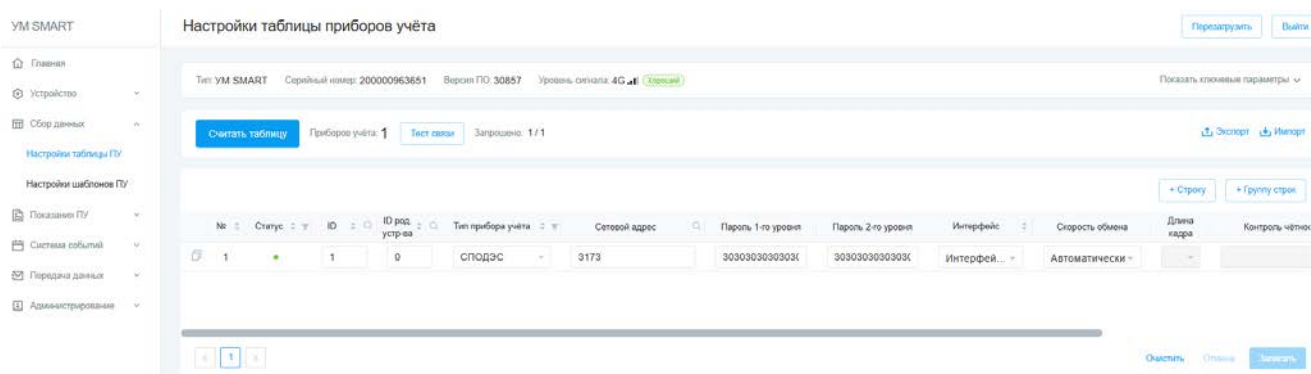 УМ SMART
Настройки таблицы приборов учёта
Перезагрузить
Выйти
Главная
Устройство
Сбор данных
Настройки таблицы ПУ
Настройки шаблонов ПУ
Показания ПУ
Система событий
Передача данных
Администрирование
Тип: УМ SMART Серийный номер: 200000963651 Версия ПО: 30857 Уровень сигнала: 4G Хороший
Показать ключевые параметры
Считать таблицу Приборов учёта: 1 Тест связи Запрошено: 1 / 1
Экспорт Импорт
+ Строку + Группу строк
№ Статус ID ID род. устр-ва Тип прибора учёта Сетевой адрес Пароль 1-го уровня Пароль 2-го уровня Интерфейс Скорость обмена Длина кадра Контроль чётнос
1 1 0 СПОДЭС 3173 3030303030303( 3030303030303( Интерфей... Автоматически
1
Очистить Отмена Записать